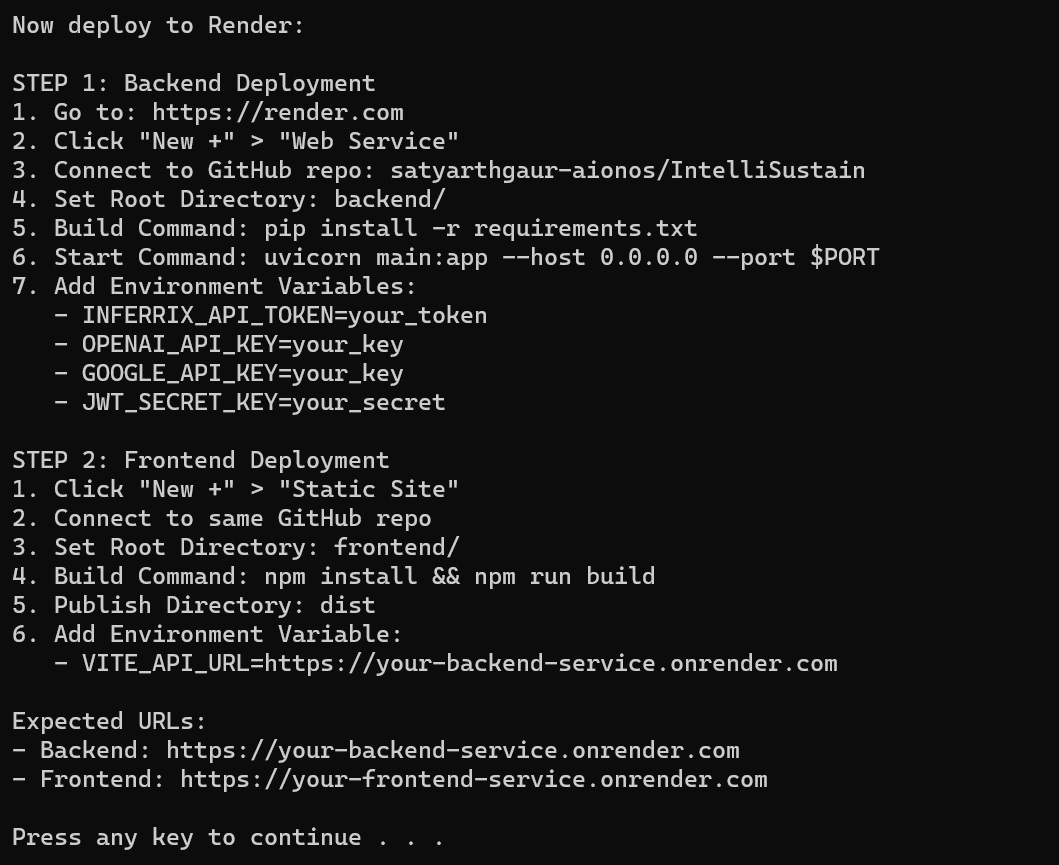 Now deploy to Render:

STEP 1: Backend Deployment
1. Go to: https://render.com
2. Click "New +" > "Web Service"
3. Connect to GitHub repo: satyarthgaur-aionos/IntelliSustain
4. Set Root Directory: backend/
5. Build Command: pip install -r requirements.txt
6. Start Command: uvicorn main:app --host 0.0.0.0 --port $PORT
7. Add Environment Variables:
   - INFERRIX_API_TOKEN=your_token
   - OPENAI_API_KEY=your_key
   - GOOGLE_API_KEY=your_key
   - JWT_SECRET_KEY=your_secret

STEP 2: Frontend Deployment
1. Click "New +" > "Static Site"
2. Connect to same GitHub repo
3. Set Root Directory: frontend/
4. Build Command: npm install && npm run build
5. Publish Directory: dist
6. Add Environment Variable:
   - VITE_API_URL=https://your-backend-service.onrender.com

Expected URLs:
- Backend: https://your-backend-service.onrender.com
- Frontend: https://your-frontend-service.onrender.com

Press any key to continue . . .